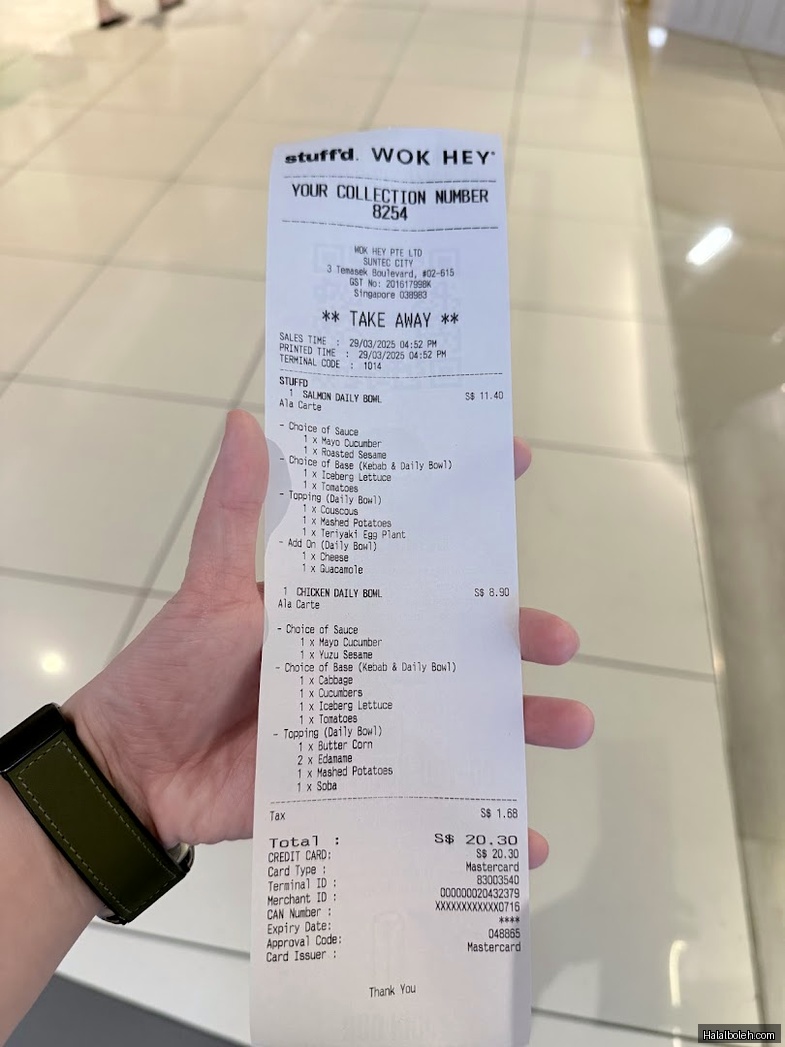 stuff'd. WOK HEY
YOUR COLLECTION NUMBER
8254
WOK HEY PTE LTD
SUNTEC CITY
3 Temasek Boulevard, #02-615
GST No: 201617998K
Singapore 038983
** TAKE AWAY **
SALES TIME : 29/03/2025 04:52 PM
PRINTED TIME : 29/03/2025 04:52 PM
TERMINAL CODE : 1014
STUFFD
1 SALMON DAILY BOWL S$ 11.40
Ala Carte
- Choice of Sauce
1 x Mayo Cucumber
1 x Roasted Sesame
- Choice of Base (Kebab & Daily Bowl)
1 x Iceberg Lettuce
1 x Tomatoes
- Topping (Daily Bowl)
1 x Couscous
1 x Mashed Potatoes
1 x Teriyaki Egg Plant
- Add On (Daily Bowl)
1 x Cheese
1 x Guacamole
1 CHICKEN DAILY BOWL S$ 8.90
Ala Carte
- Choice of Sauce
1 x Mayo Cucumber
1 x Yuzu Sesame
- Choice of Base (Kebab & Daily Bowl)
1 x Cabbage
1 x Cucumbers
1 x Iceberg Lettuce
1 x Tomatoes
- Topping (Daily Bowl)
1 x Butter Corn
2 x Edamame
1 x Mashed Potatoes
1 x Soba
Tax S$ 1.68
Total : S$ 20.30
CREDIT CARD: S$ 20.30
Card Type : Mastercard
Terminal ID : 83003540
Merchant ID : 000000020432379
CAN Number : XXXXXXXXXXXX0716
Expiry Date: ****
Approval Code: 048865
Card Issuer : Mastercard
Thank You
Halalboleh.com